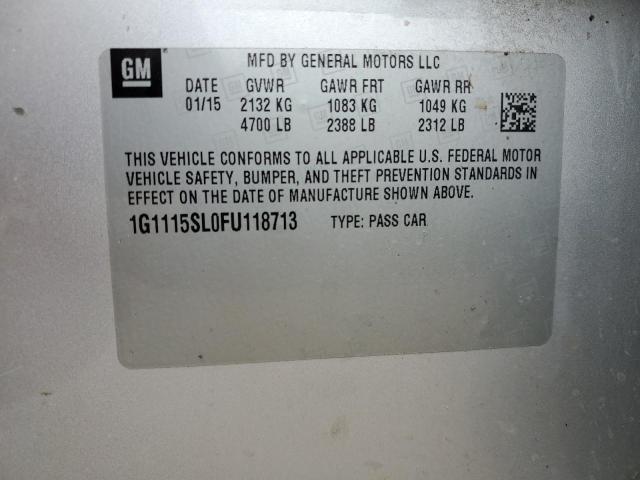 GM
MFD BY GENERAL MOTORS LLC
DATE GVWR GAWR FRT GAWR RR
01/15 2132 KG 1083 KG 1049 KG
4700 LB 2388 LB 2312 LB
THIS VEHICLE CONFORMS TO ALL APPLICABLE U.S. FEDERAL MOTOR
VEHICLE SAFETY, BUMPER, AND THEFT PREVENTION STANDARDS IN
EFFECT ON THE DATE OF MANUFACTURE SHOWN ABOVE.
1G1115SL0FU118713 TYPE: PASS CAR